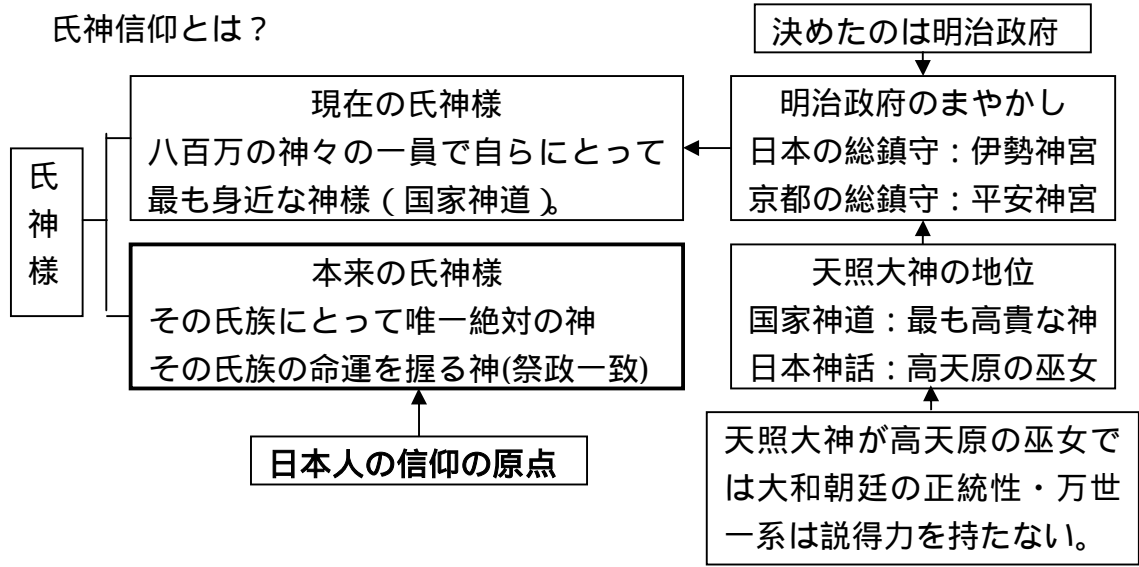 氏神信仰とは？
決めたのは明治政府
氏
神
様
現在の氏神様
八百万の神々の一員で自らにとって
最も身近な神様（国家神道）。
明治政府のまやかし
日本の総鎮守：伊勢神宮
京都の総鎮守：平安神宮
本来の氏神様
その氏族にとって唯一絶対の神
その氏族の命運を握る神(祭政一致)
天照大神の地位
国家神道：最も高貴な神
日本神話：高天原の巫女
日本人の信仰の原点
天照大神が高天原の巫女で
は大和朝廷の正統性・万世
一系は説得力を持たない。